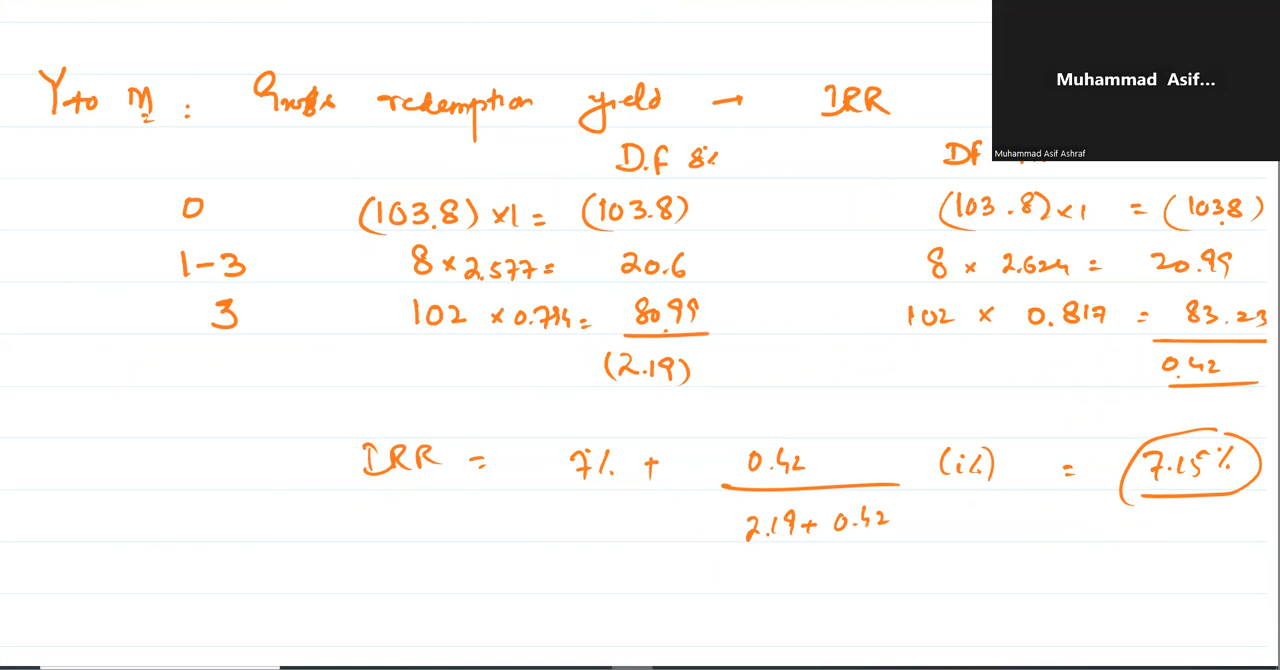 Muhammad Asif...
Muhammad Asif Ashraf
Y to M : Gross redemption yield → IRR
D.f 8% Df
0 (103.8) x1 = (103.8) (103.8) x1 = (103.8)
1-3 8 x 2.577 = 20.6 8 x 2.624 = 20.99
3 102 x 0.794 = 80.99 102 x 0.817 = 83.23
(2.19) 0.42
IRR = 7% + 0.42 (1%) = 7.15%
2.19 + 0.42